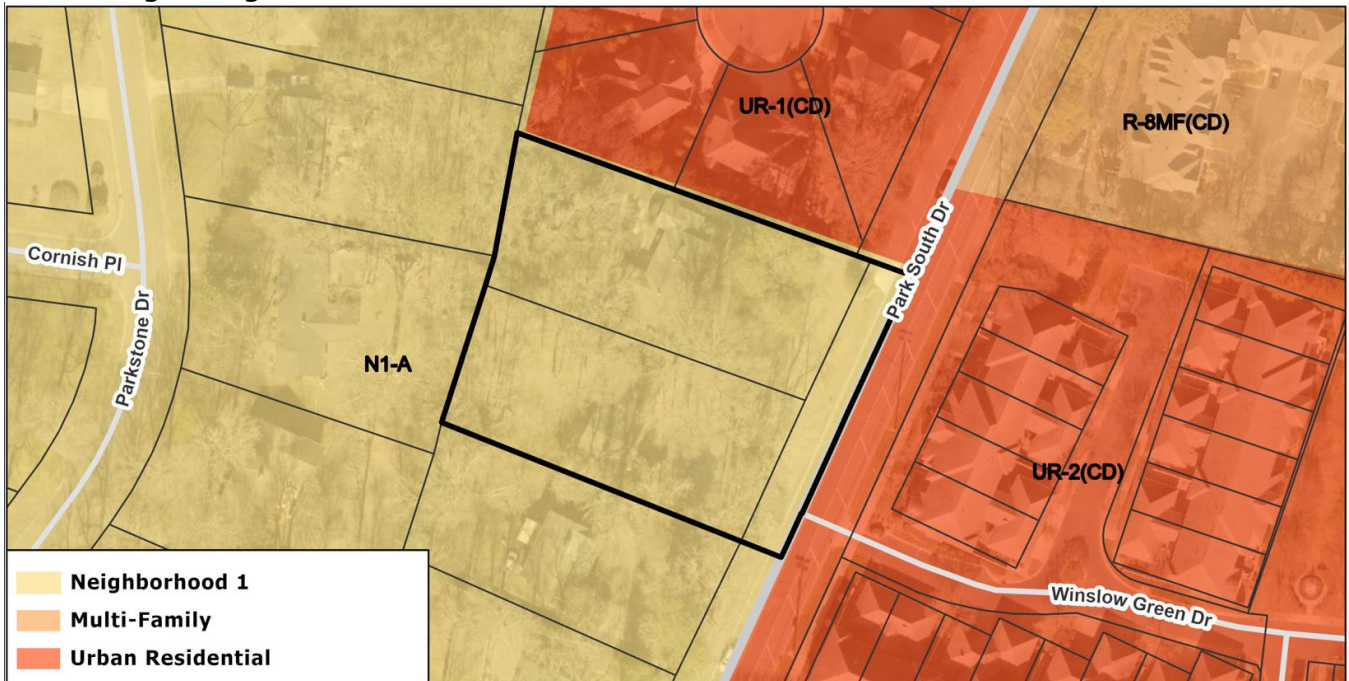 UR-1(CD)
R-8MF(CD)
Park South Dr
Cornish Pl
Parkstone Dr
N1-A
UR-2(CD)
Winslow Green Dr
Neighborhood 1
Multi-Family
Urban Residential